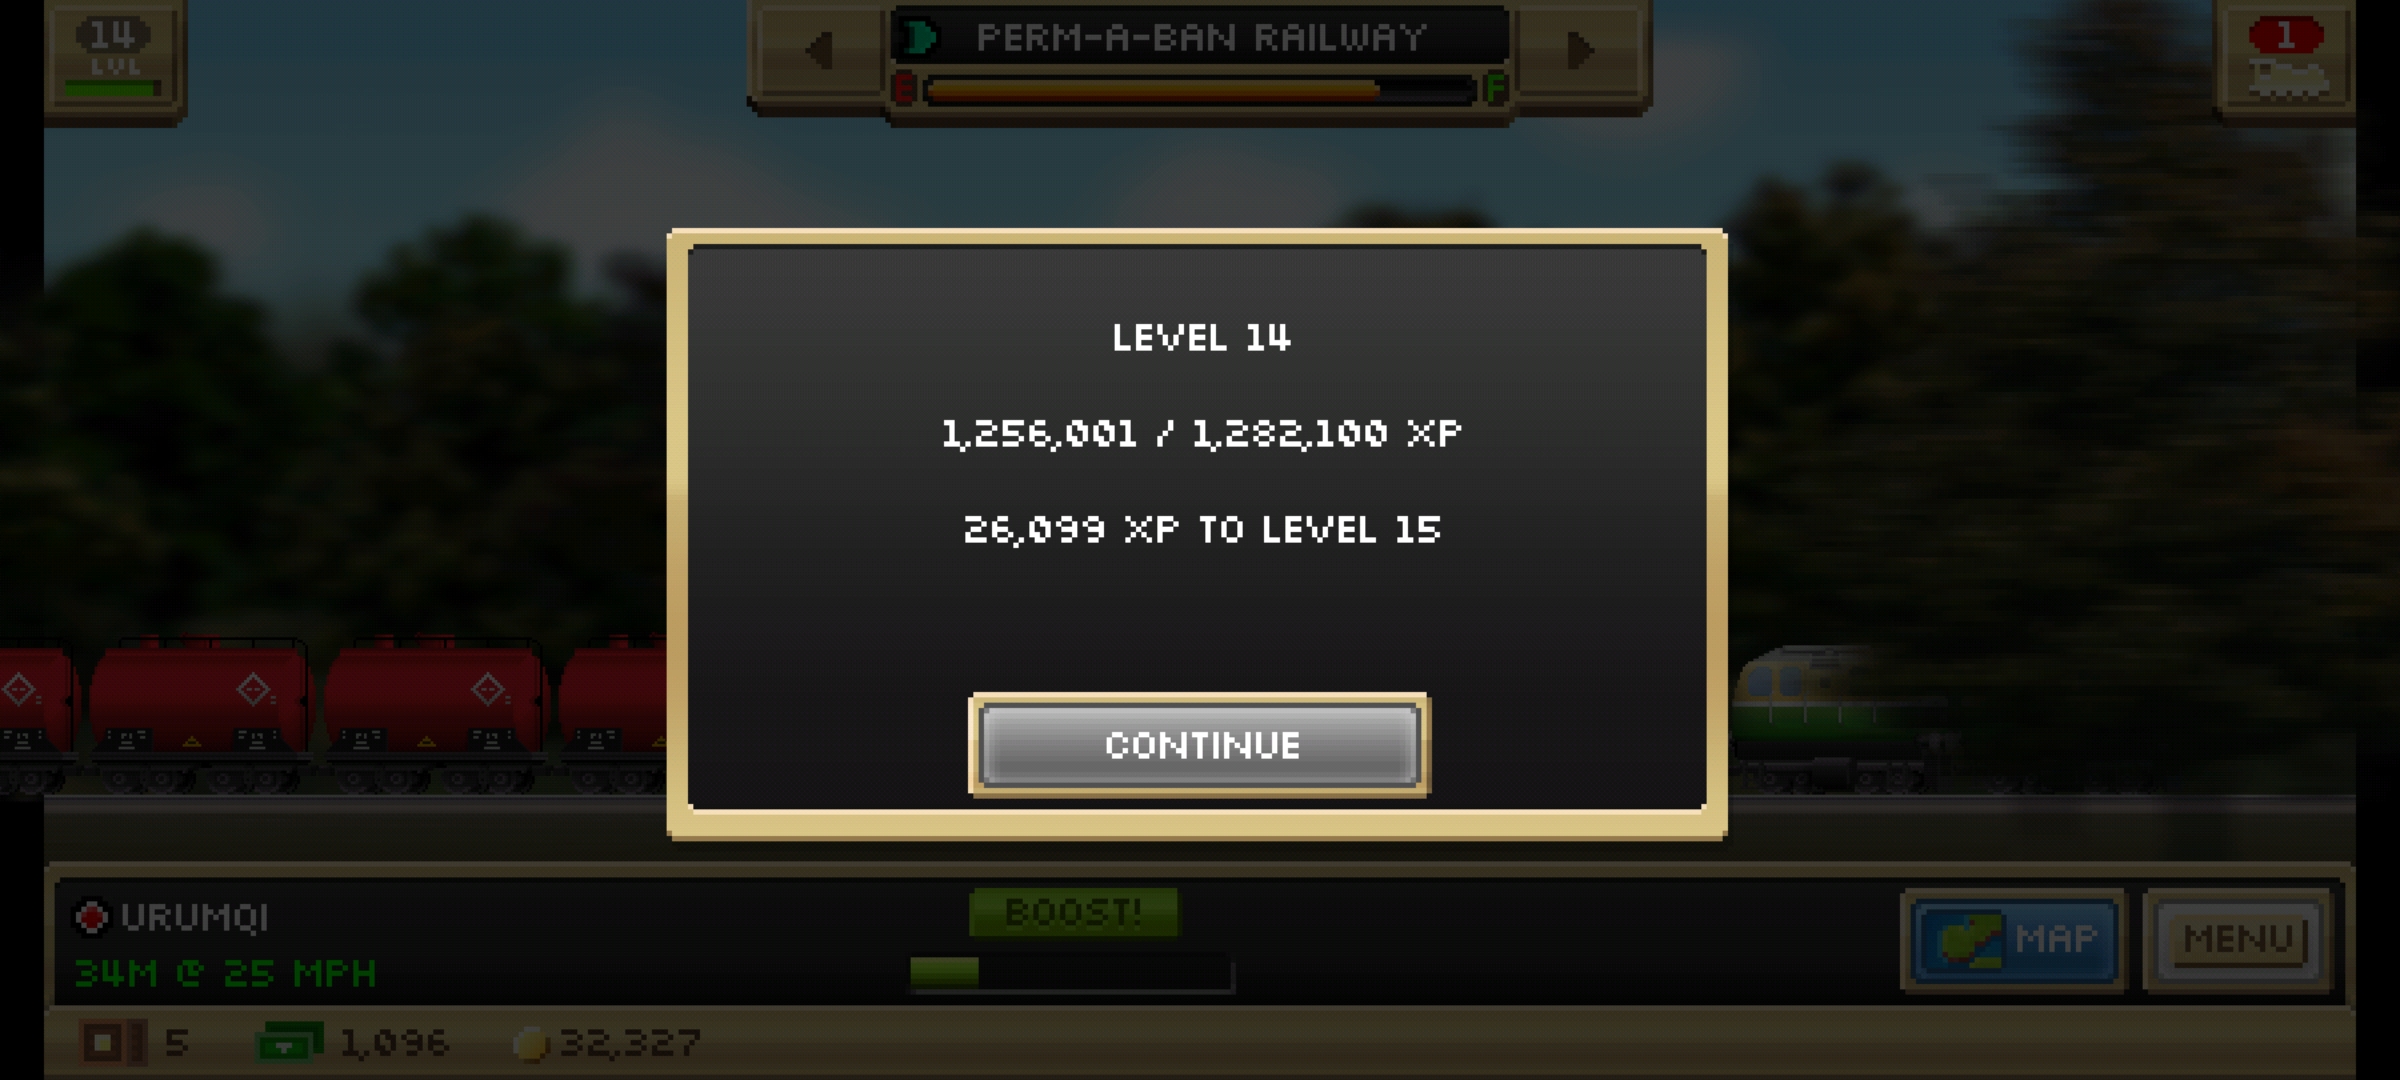 14
LVL
PERM-A-BAN RAILWAY
E
F
1
LEVEL 14
1,256,001 / 1,282,100 XP
26,099 XP TO LEVEL 15
CONTINUE
URUMQI
34M @ 25 MPH
BOOST!
MAP
MENU
5
1,096
32,327